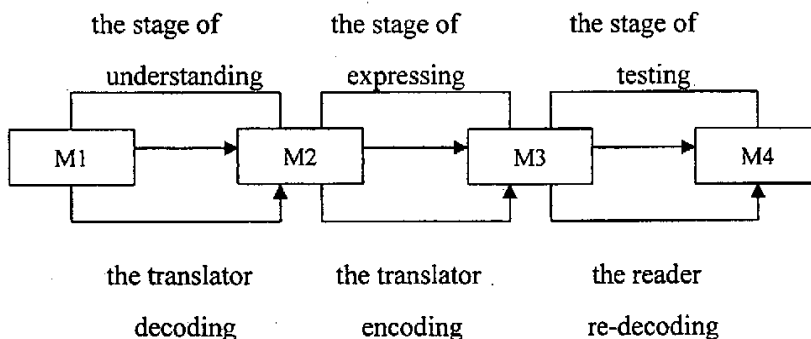 the stage of
understanding
the stage of
expressing
the stage of
testing
M1
M2
M3
M4
the translator
decoding
the translator
encoding
the reader
re-decoding